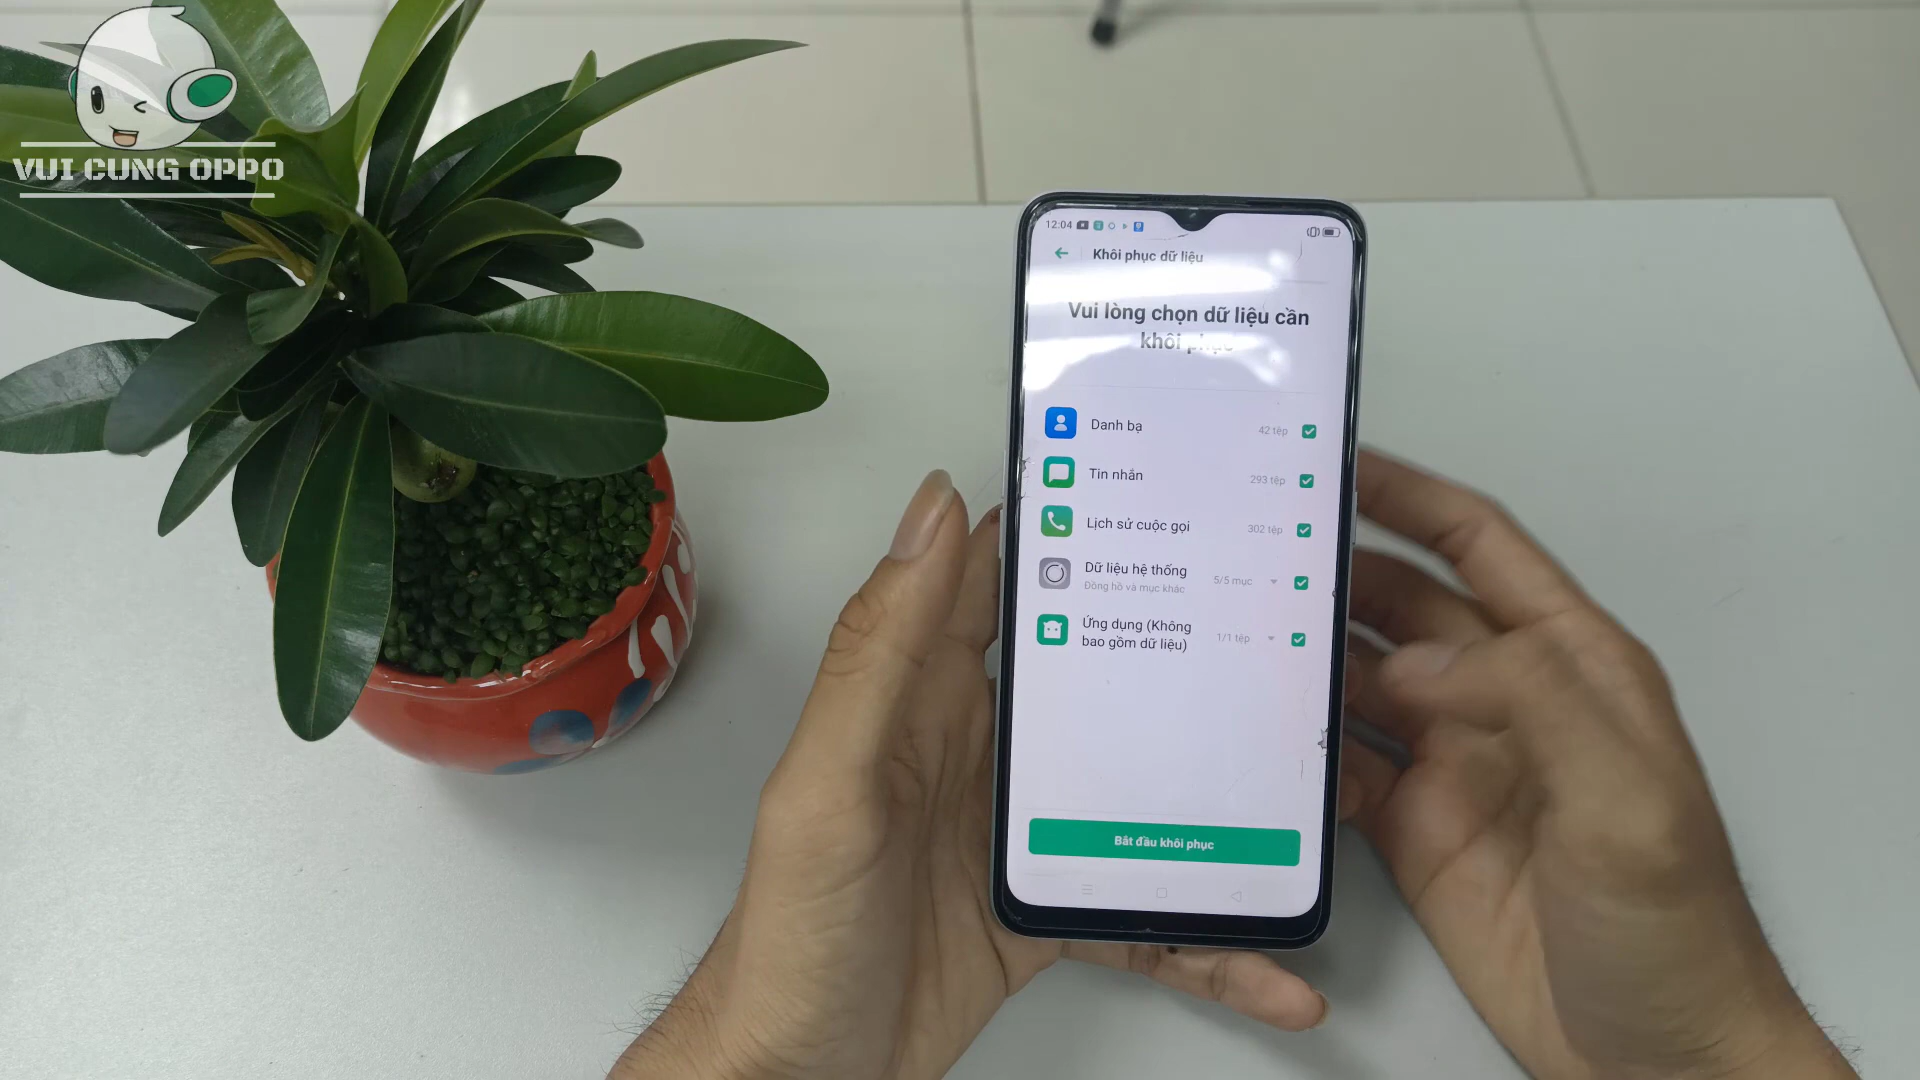 VUI CUNG OPPO
12:04
Khôi phục dữ liệu
Vui lòng chọn dữ liệu cần
khôi phục
Danh bạ
42 tệp
Tin nhắn
293 tệp
Lịch sử cuộc gọi
302 tệp
Dữ liệu hệ thống
Đồng hồ và mục khác
5/5 mục
Ứng dụng (Không
bao gồm dữ liệu)
1/1 tệp
Bắt đầu khôi phục